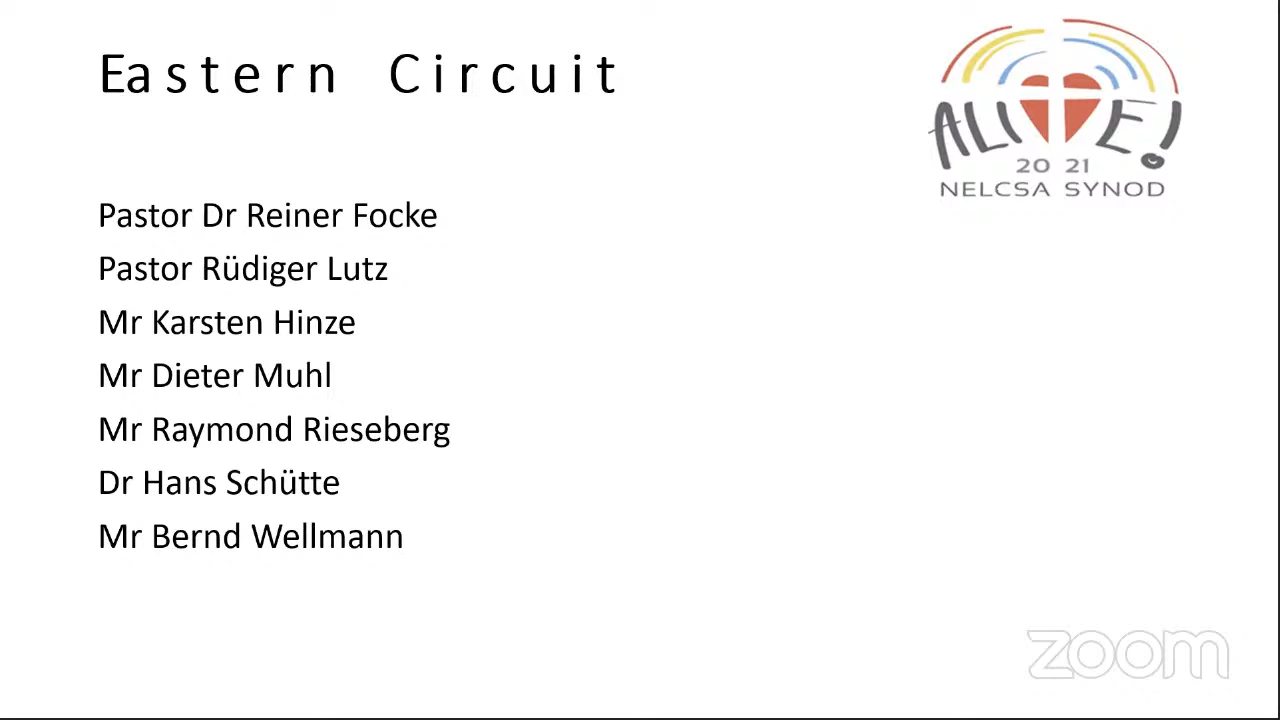 Eastern Circuit
ALIVE!
20 21
NELCSA SYNOD
Pastor Dr Reiner Focke
Pastor Rüdiger Lutz
Mr Karsten Hinze
Mr Dieter Muhl
Mr Raymond Rieseberg
Dr Hans Schütte
Mr Bernd Wellmann
zoom